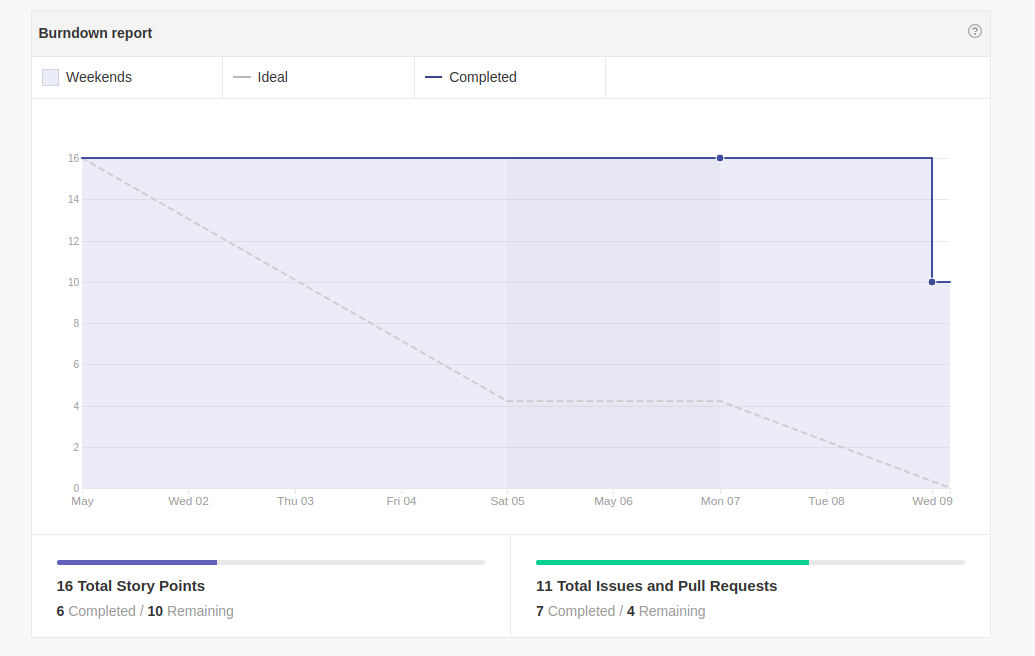 Burndown report
?
Weekends
Ideal
Completed
16
14
12
10
8
6
4
2
0
May
Wed 02
Thu 03
Fri 04
Sat 05
May 06
Mon 07
Tue 08
Wed 09
16 Total Story Points
6 Completed / 10 Remaining
11 Total Issues and Pull Requests
7 Completed / 4 Remaining